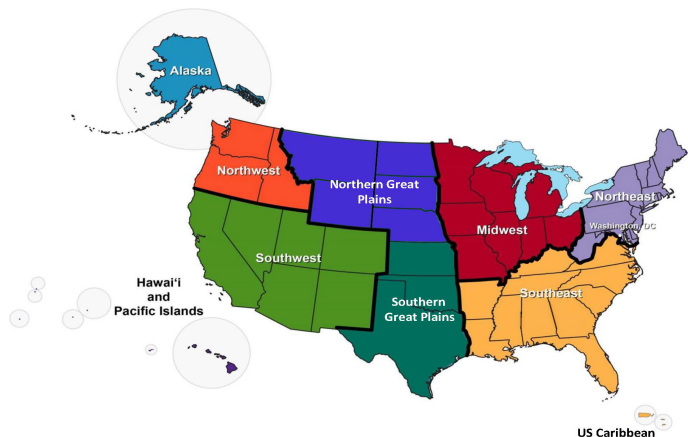 Alaska
Northwest
Northern Great
Plains
Midwest
Northeast
Washington, DC
Southwest
Hawaiʻi
and
Pacific Islands
Southern
Great Plains
Southeast
US Caribbean